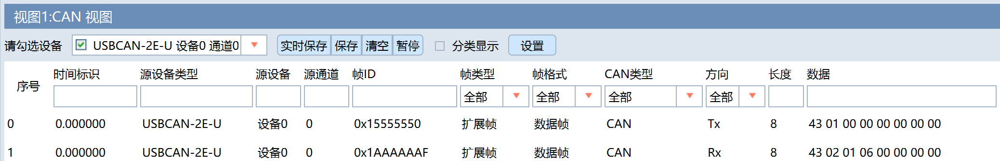 视图1:CAN 视图
请勾选设备 USBCAN-2E-U 设备0 通道0 实时保存 保存 清空 暂停 分类显示 设置
序号 时间标识 源设备类型 源设备 源通道 帧ID 帧类型 帧格式 CAN类型 方向 长度 数据
全部 全部 全部 全部
0 0.000000 USBCAN-2E-U 设备0 0 0x15555550 扩展帧 数据帧 CAN Tx 8 43 01 00 00 00 00 00 00
1 0.000000 USBCAN-2E-U 设备0 0 0x1AAAAAAF 扩展帧 数据帧 CAN Rx 8 43 02 01 06 00 00 00 00